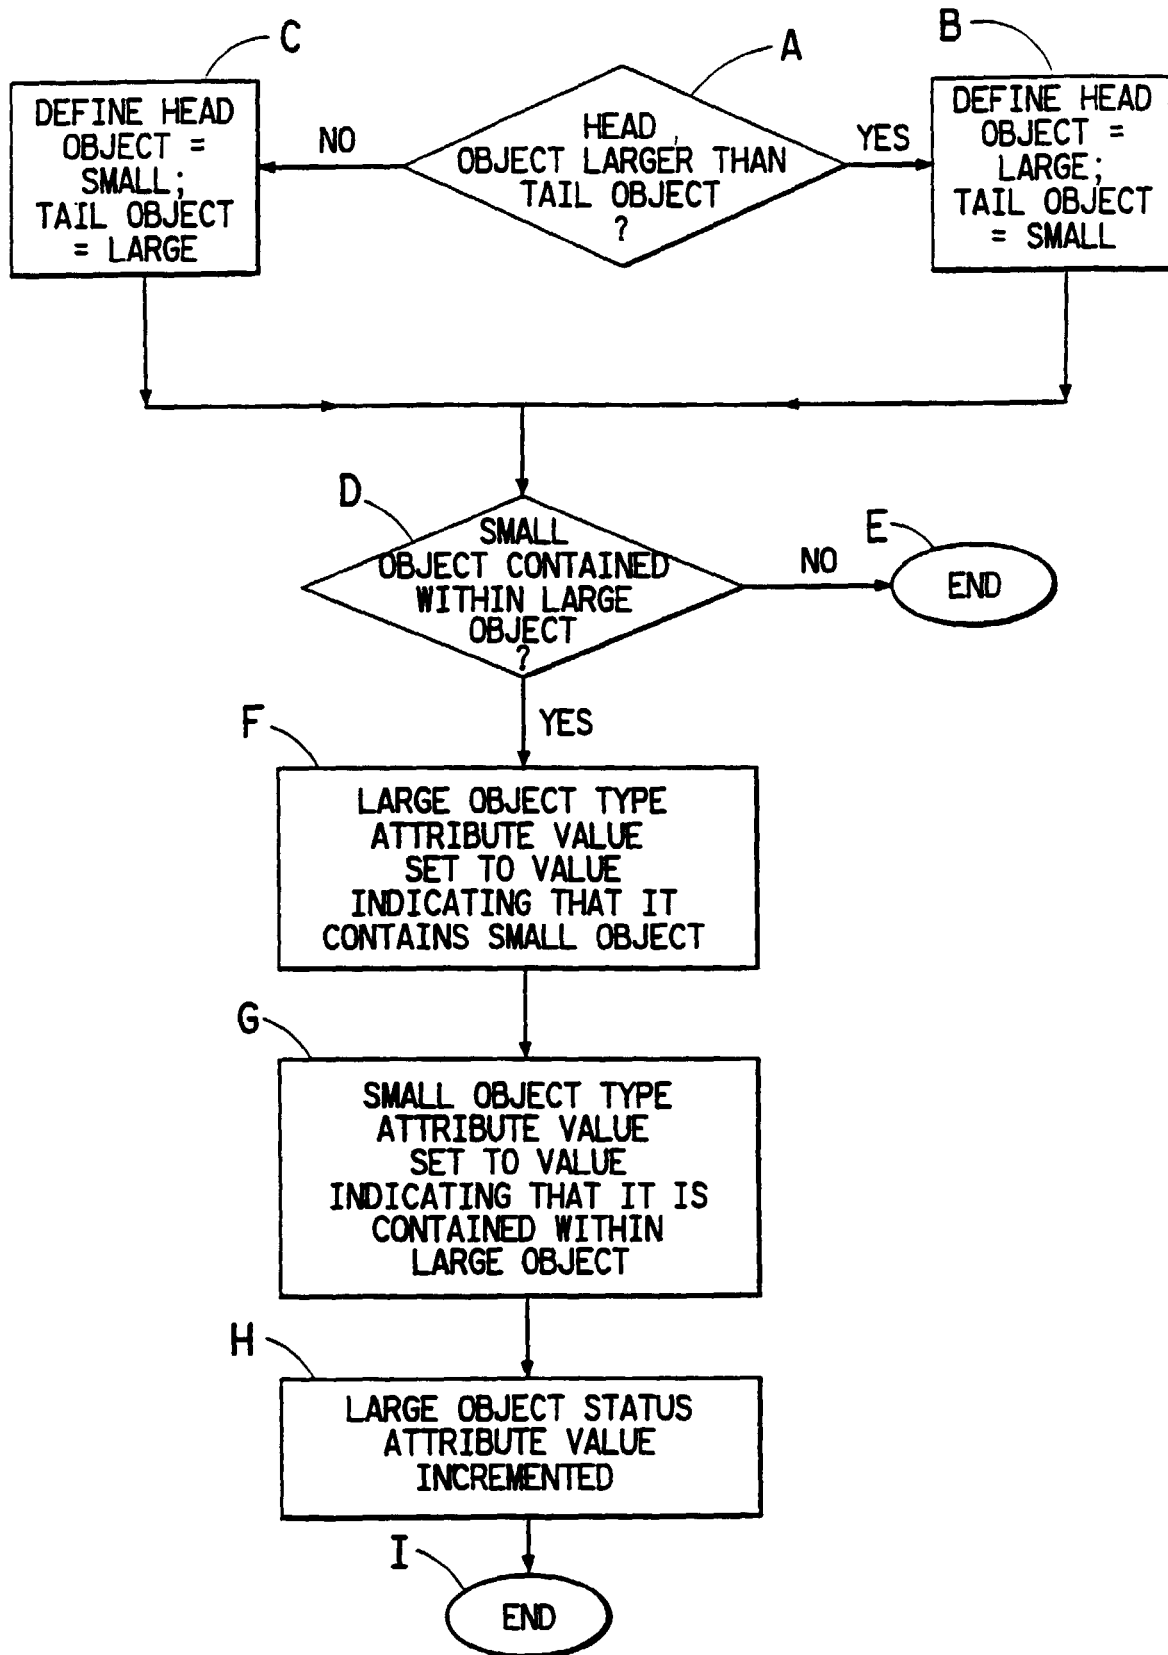 C
A
B
DEFINE HEAD
OBJECT =
SMALL;
TAIL OBJECT
= LARGE
NO
HEAD
OBJECT LARGER THAN
TAIL OBJECT
?
YES
DEFINE HEAD
OBJECT =
LARGE;
TAIL OBJECT
= SMALL
D
SMALL
OBJECT CONTAINED
WITHIN LARGE
OBJECT
?
NO
E
END
YES
F
LARGE OBJECT TYPE
ATTRIBUTE VALUE
SET TO VALUE
INDICATING THAT IT
CONTAINS SMALL OBJECT
G
SMALL OBJECT TYPE
ATTRIBUTE VALUE
SET TO VALUE
INDICATING THAT IT IS
CONTAINED WITHIN
LARGE OBJECT
H
LARGE OBJECT STATUS
ATTRIBUTE VALUE
INCREMENTED
I
END